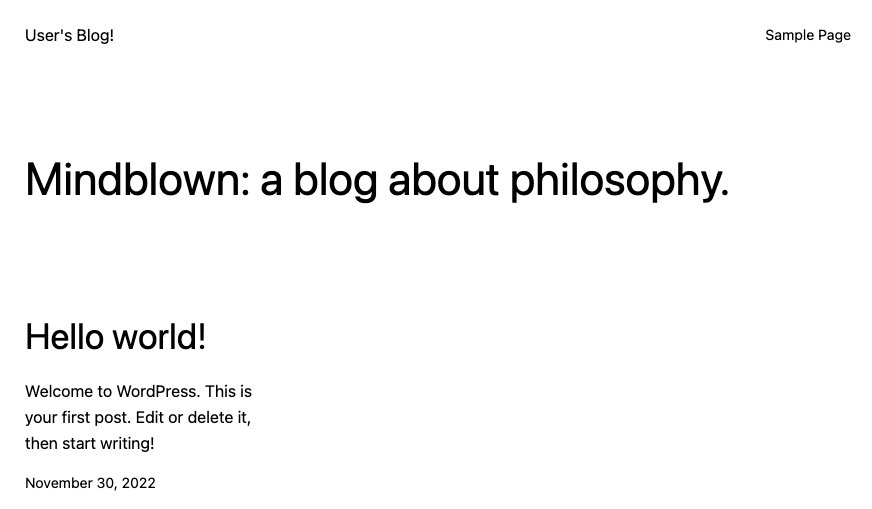 User's Blog!
Sample Page
Mindblown: a blog about philosophy.
Hello world!
Welcome to WordPress. This is
your first post. Edit or delete it,
then start writing!
November 30, 2022